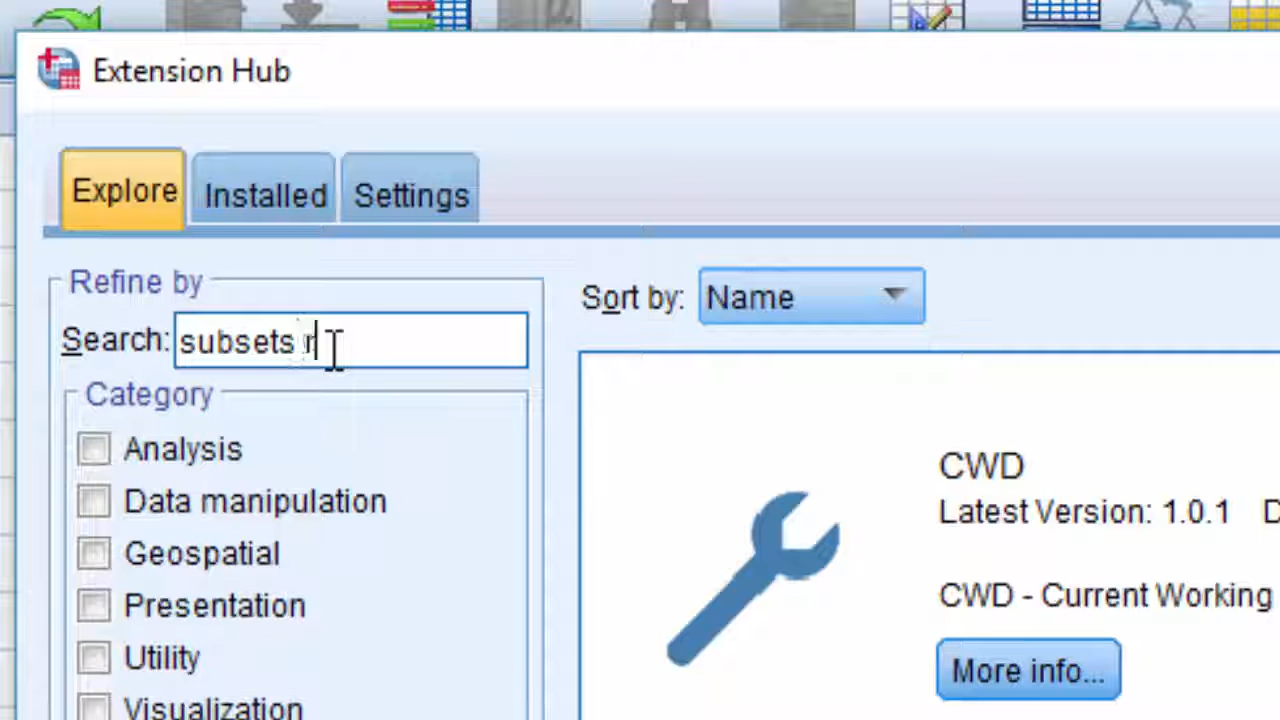 Extension Hub
Explore Installed Settings
Refine by
Search: subsets r
Sort by: Name
Category
Analysis
Data manipulation
Geospatial
Presentation
Utility
Visualization
CWD
Latest Version: 1.0.1 D
CWD - Current Working
More info...